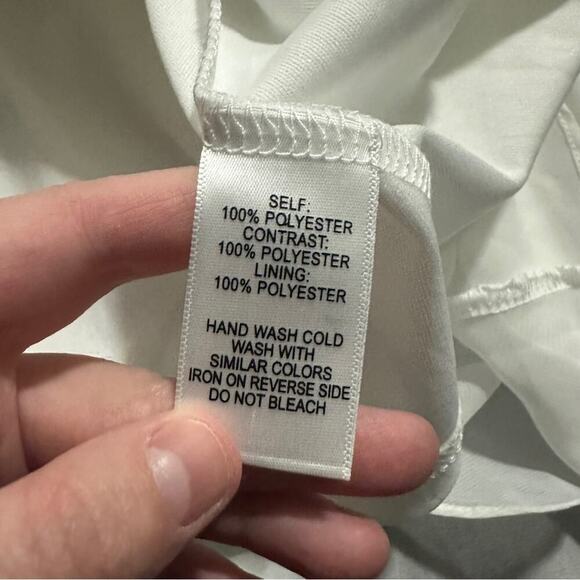 SELF:
100% POLYESTER
CONTRAST:
100% POLYESTER
LINING:
100% POLYESTER
HAND WASH COLD
WASH WITH
SIMILAR COLORS
IRON ON REVERSE SIDE
DO NOT BLEACH